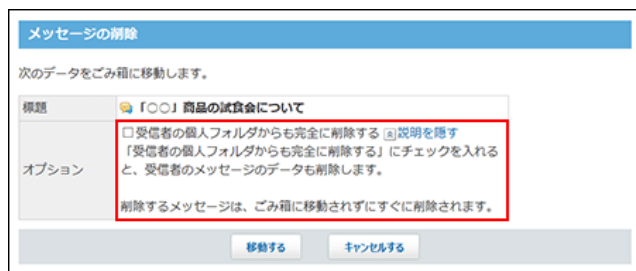 メッセージの削除
次のデータをごみ箱に移動します。
標題
「○○」商品の試食会について
オプション
□受信者の個人フォルダからも完全に削除する 説明を隠す
「受信者の個人フォルダからも完全に削除する」にチェックを入れる
と、受信者のメッセージのデータも削除します。
削除するメッセージは、ごみ箱に移動されずにすぐに削除されます。
移動する
キャンセルする